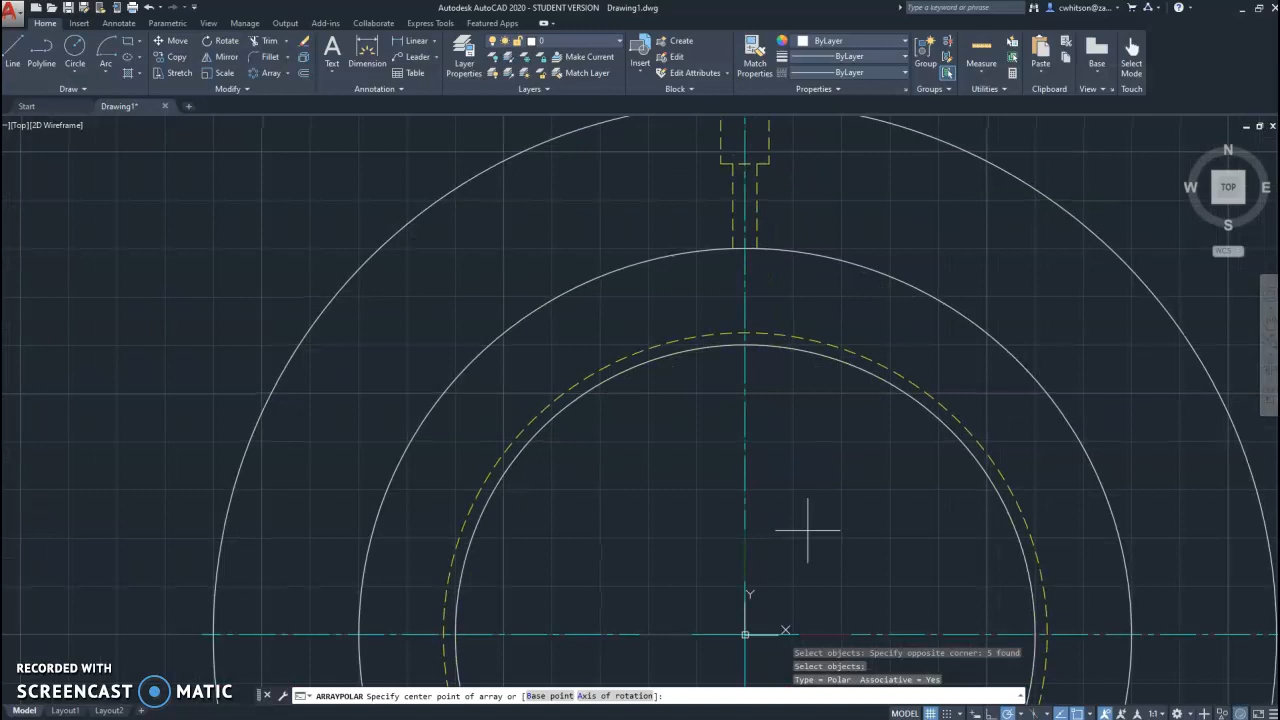 Autodesk AutoCAD 2020 - STUDENT VERSION Drawing1.dwg
Type a keyword or phrase
cwhitson@za...
Home Insert Annotate Parametric View Manage Output Add-ins Collaborate Express Tools Featured Apps
Line Polyline Circle Arc
Move Rotate Trim
Copy Mirror Fillet
Stretch Scale Array
Text Dimension
Linear
Leader
Table
Layer Properties
0
Make Current
Match Layer
Insert
Create
Edit
Edit Attributes
Match Properties
ByLayer
ByLayer
ByLayer
Group
Measure
Paste
Base
Select Mode
Draw Modify Annotation Layers Block Properties Groups Utilities Clipboard View Touch
Start Drawing1*
][Top][2D Wireframe]
N
W TOP E
S
WCS
Y
X
Select objects: Specify opposite corner: 5 found
Select objects:
Type = Polar Associative = Yes
RECORDED WITH
SCREENCAST MATIC
ARRAYPOLAR Specify center point of array or [Base point Axis of rotation]:
Model Layout1 Layout2
MODEL 1:1